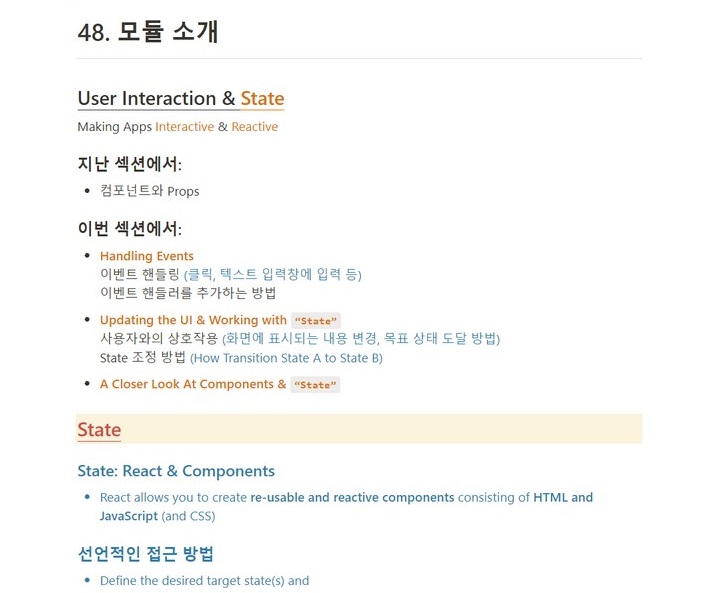 48. 모듈 소개
User Interaction & State
Making Apps Interactive & Reactive
지난 섹션에서:
• 컴포넌트와 Props
이번 섹션에서:
• Handling Events
이벤트 핸들링 (클릭, 텍스트 입력창에 입력 등)
이벤트 핸들러를 추가하는 방법
• Updating the UI & Working with “State”
사용자와의 상호작용 (화면에 표시되는 내용 변경, 목표 상태 도달 방법)
State 조정 방법 (How Transition State A to State B)
• A Closer Look At Components & “State”
State
State: React & Components
• React allows you to create re-usable and reactive components consisting of HTML and
JavaScript (and CSS)
선언적인 접근 방법
• Define the desired target state(s) and